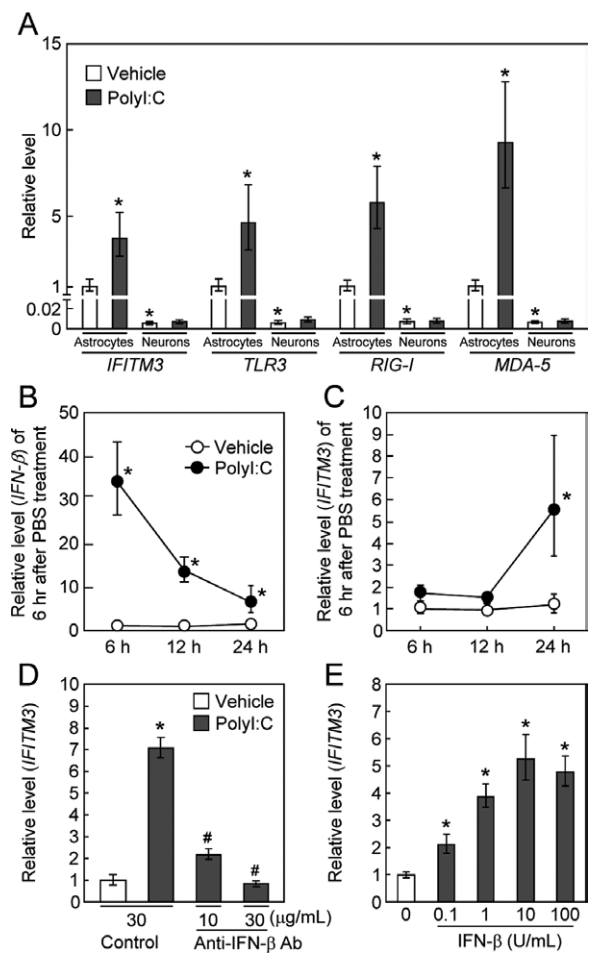 A
Relative level
15
10
5
1
0.02
0
Vehicle
PolyI:C
* * * * * * * *
Astrocytes Neurons Astrocytes Neurons Astrocytes Neurons Astrocytes Neurons
IFITM3 TLR3 RIG-I MDA-5
B
Relative level (IFN-β) of
6 hr after PBS treatment
50
40
30
20
10
0
Vehicle
PolyI:C
* * *
6 h 12 h 24 h
C
Relative level (IFITM3) of
6 hr after PBS treatment
10
9
8
7
6
5
4
3
2
1
0
*
6 h 12 h 24 h
D
Relative level (IFITM3)
10
9
8
7
6
5
4
3
2
1
0
Vehicle
PolyI:C
* # #
30 10 30 (μg/mL)
Control Anti-IFN-β Ab
E
Relative level (IFITM3)
8
7
6
5
4
3
2
1
0
* * * *
0 0.1 1 10 100
IFN-β (U/mL)